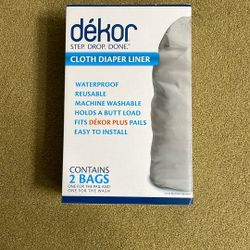 dékor
STEP. DROP. DONE.™
CLOTH DIAPER LINER
WATERPROOF
REUSABLE
MACHINE WASHABLE
HOLDS A BUTT LOAD
FITS DÉKOR PLUS PAILS
EASY TO INSTALL
CONTAINS
2 BAGS
ONE FOR THE PAIL AND
ONE FOR THE WASH